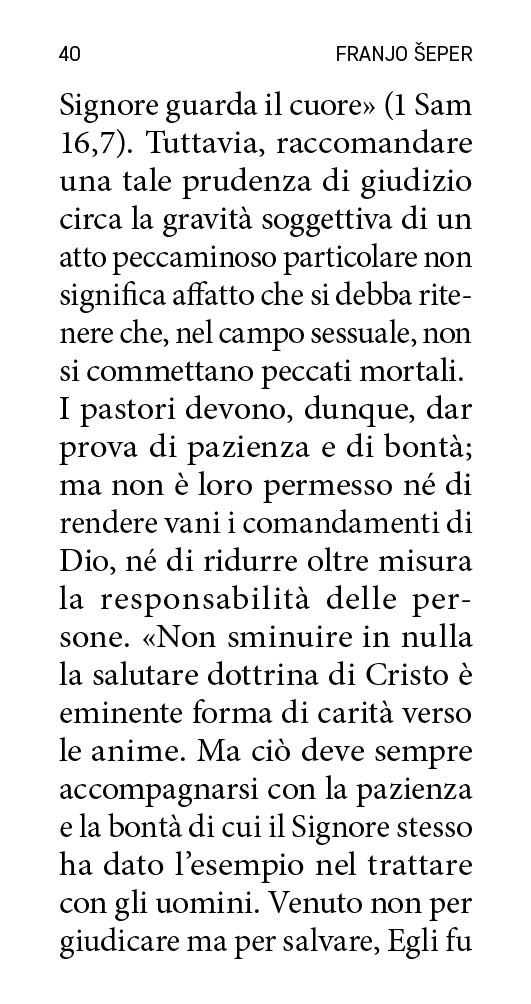 40 FRANJO ŠEPER
Signore guarda il cuore» (1 Sam
16,7). Tuttavia, raccomandare
una tale prudenza di giudizio
circa la gravità soggettiva di un
atto peccaminoso particolare non
significa affatto che si debba rite-
nere che, nel campo sessuale, non
si commettano peccati mortali.
I pastori devono, dunque, dar
prova di pazienza e di bontà;
ma non è loro permesso né di
rendere vani i comandamenti di
Dio, né di ridurre oltre misura
la responsabilità delle per-
sone. «Non sminuire in nulla
la salutare dottrina di Cristo è
eminente forma di carità verso
le anime. Ma ciò deve sempre
accompagnarsi con la pazienza
e la bontà di cui il Signore stesso
ha dato l’esempio nel trattare
con gli uomini. Venuto non per
giudicare ma per salvare, Egli fu